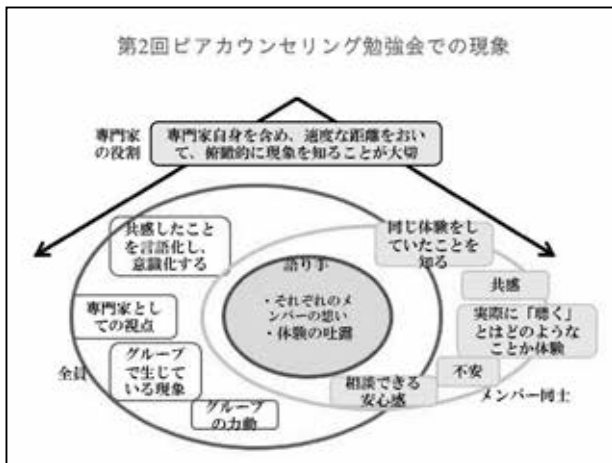 第2回ピアカウンセリング勉強会での現象
専門家
の役割
専門家自身を含め、適度な距離をおい
て、俯瞰的に現象を知ることが大切
共感したこと
を言語化し、
意識化する
同じ体験をし
ていたことを
知る
語り手
・それぞれのメ
ンバーの想い
・体験の吐露
共感
専門家とし
ての視点
実際に「聴く」
とはどのような
ことか体験
グループ
で生じて
いる現象
全員
不安
相談できる
安心感
メンバー同士
グループ
の力動